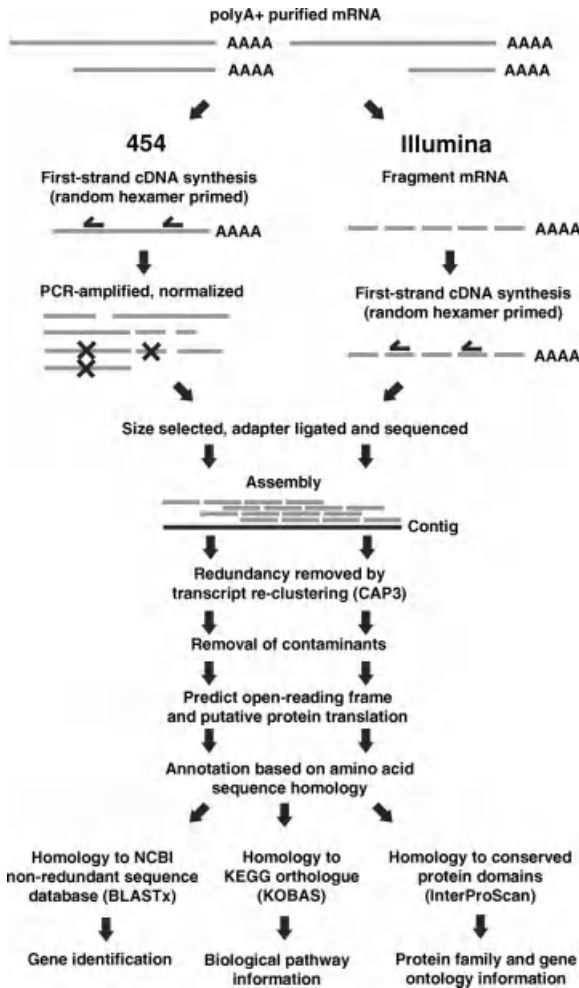 polyA+ purified mRNA
AAAA AAAA
AAAA AAAA
454
First-strand cDNA synthesis
(random hexamer primed)
AAAA
PCR-amplified, normalized
Illumina
Fragment mRNA
AAAA
First-strand cDNA synthesis
(random hexamer primed)
AAAA
Size selected, adapter ligated and sequenced
Assembly
Contig
Redundancy removed by
transcript re-clustering (CAP3)
Removal of contaminants
Predict open-reading frame
and putative protein translation
Annotation based on amino acid
sequence homology
Homology to NCBI
non-redundant sequence
database (BLASTx)
Gene identification
Homology to
KEGG orthologue
(KOBAS)
Biological pathway
information
Homology to conserved
protein domains
(InterProScan)
Protein family and gene
ontology information